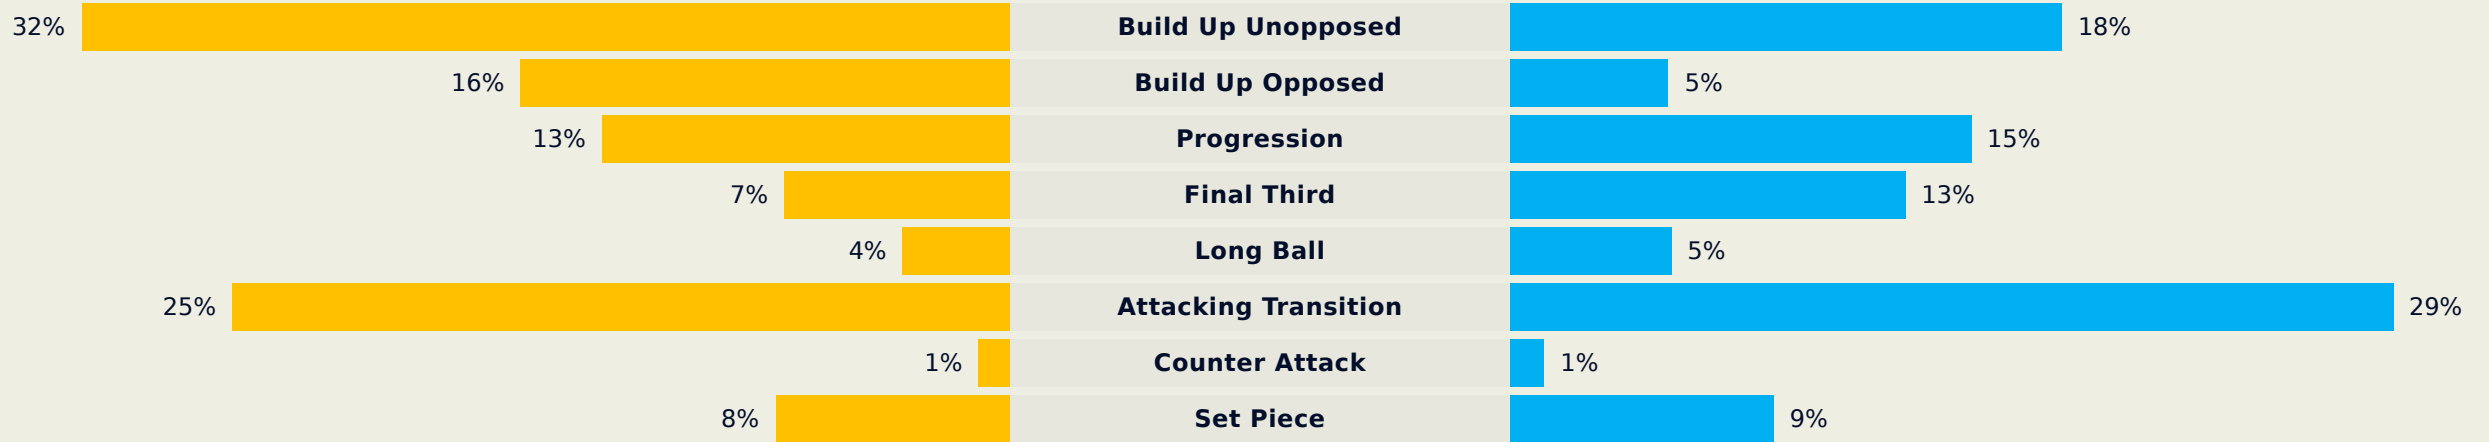 32% Build Up Unopposed 18%
16% Build Up Opposed 5%
13% Progression 15%
7% Final Third 13%
4% Long Ball 5%
25% Attacking Transition 29%
1% Counter Attack 1%
8% Set Piece 9%